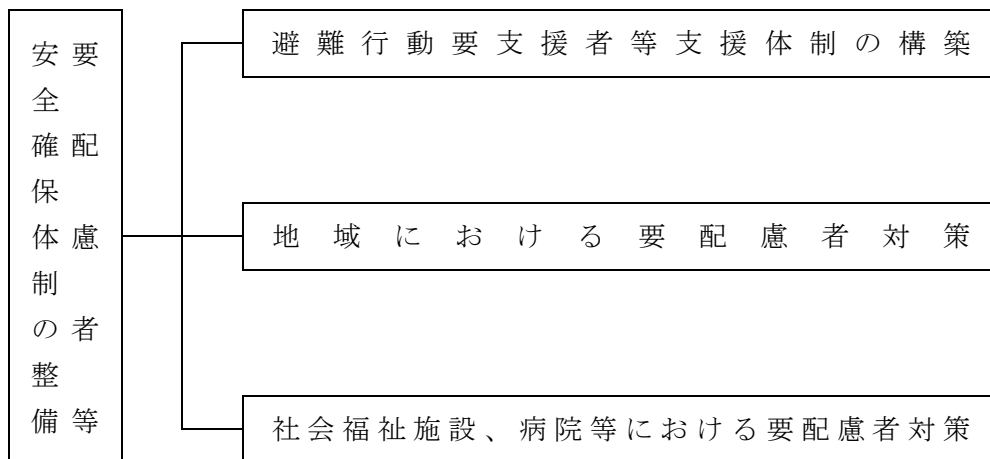 要配慮者等
安全確保体制の整備
避難行動要支援者等支援体制の構築
地域における要配慮者対策
社会福祉施設、病院等における要配慮者対策